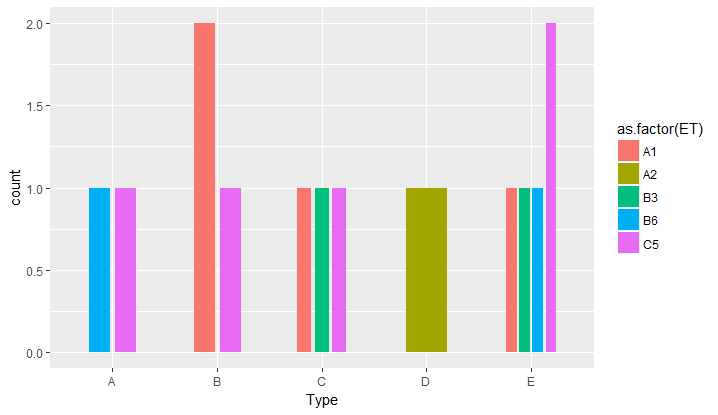 2.0
1.5
1.0
0.5
0.0
count
A B C D E
Type
as.factor(ET)
A1
A2
B3
B6
C5